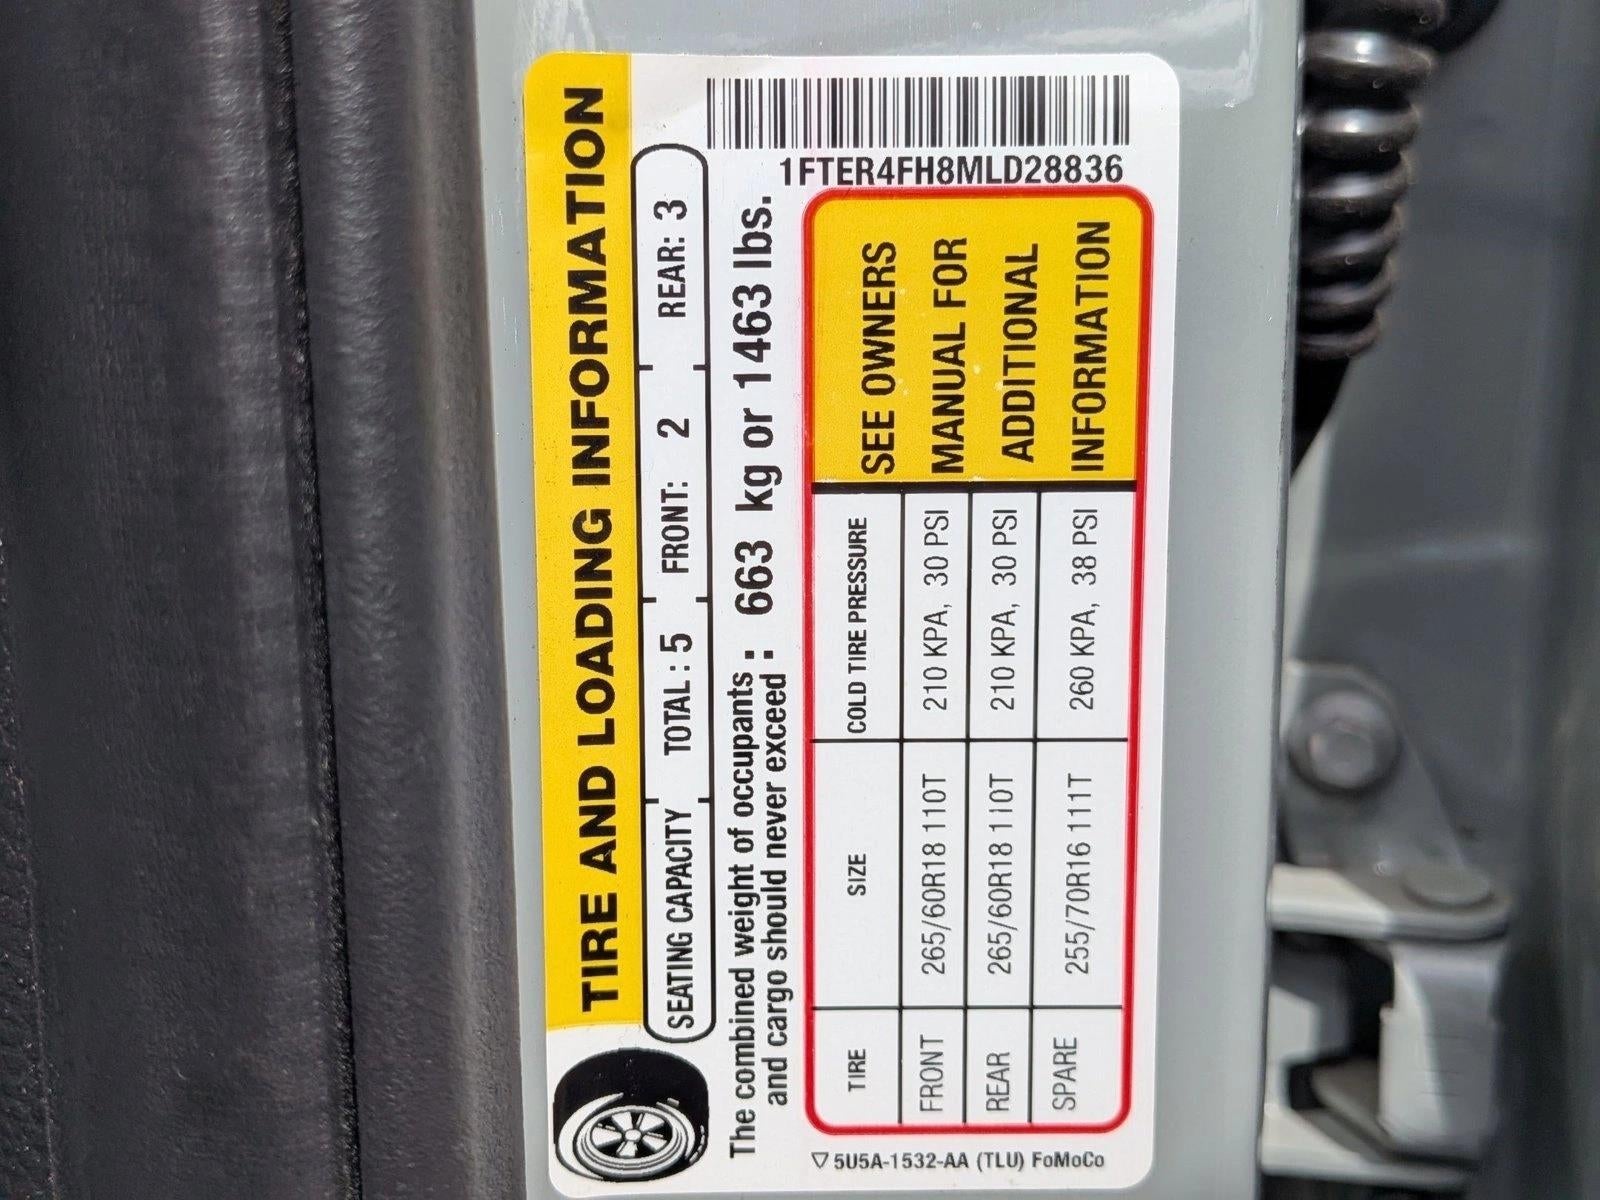 TIRE AND LOADING INFORMATION
SEATING CAPACITY TOTAL : 5 FRONT: 2 REAR: 3
The combined weight of occupants
and cargo should never exceed : 663 kg or 1463 lbs.
1FTER4FH8MLD28836
TIRE SIZE COLD TIRE PRESSURE
FRONT 265/60R18 110T 210 KPA, 30 PSI
REAR 265/60R18 110T 210 KPA, 30 PSI
SPARE 255/70R16 111T 260 KPA, 38 PSI
SEE OWNERS
MANUAL FOR
ADDITIONAL
INFORMATION
5U5A-1532-AA (TLU) FoMoCo